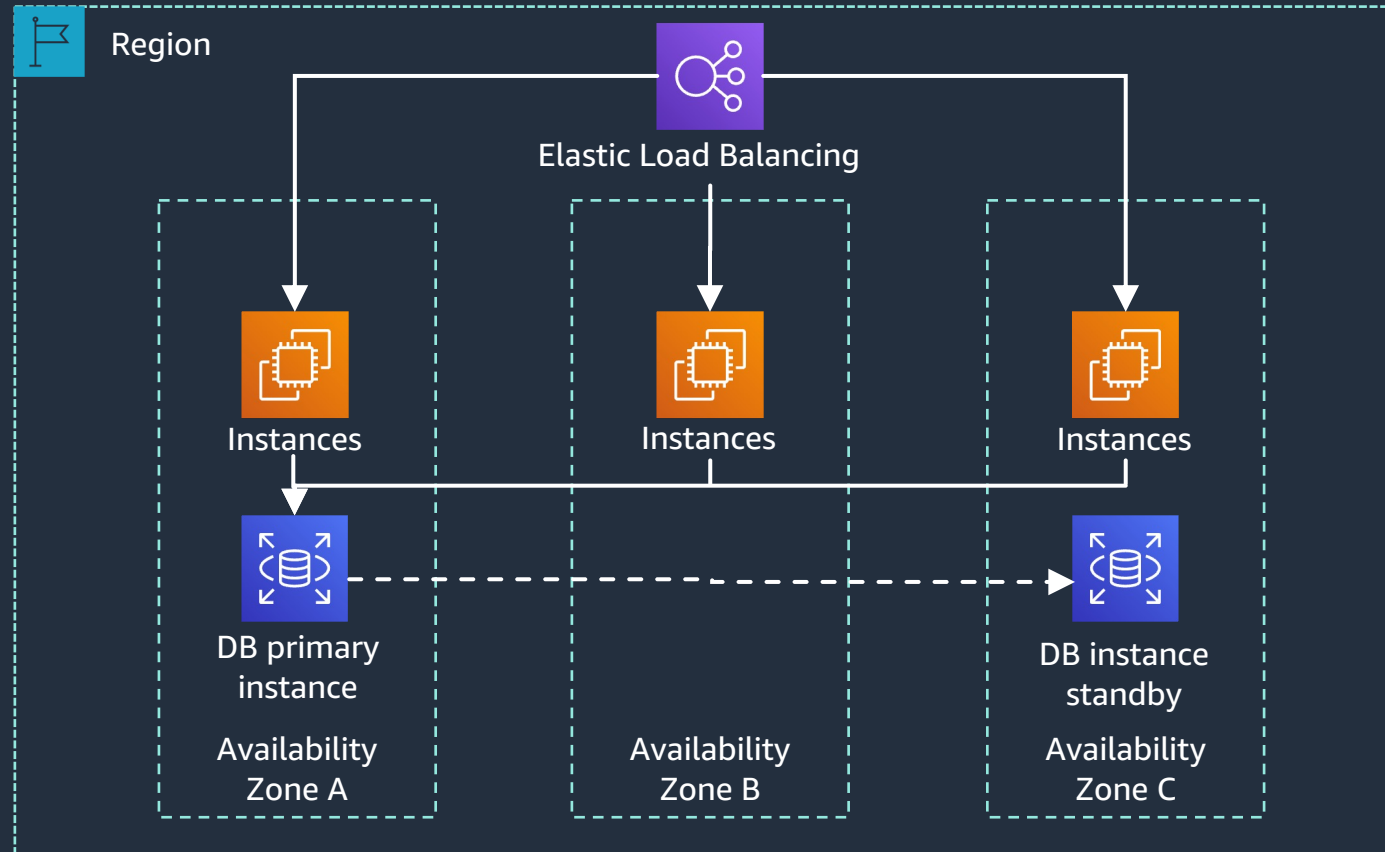 Region
Elastic Load Balancing
Instances
Instances
Instances
DB primary
instance
DB instance
standby
Availability
Zone A
Availability
Zone B
Availability
Zone C